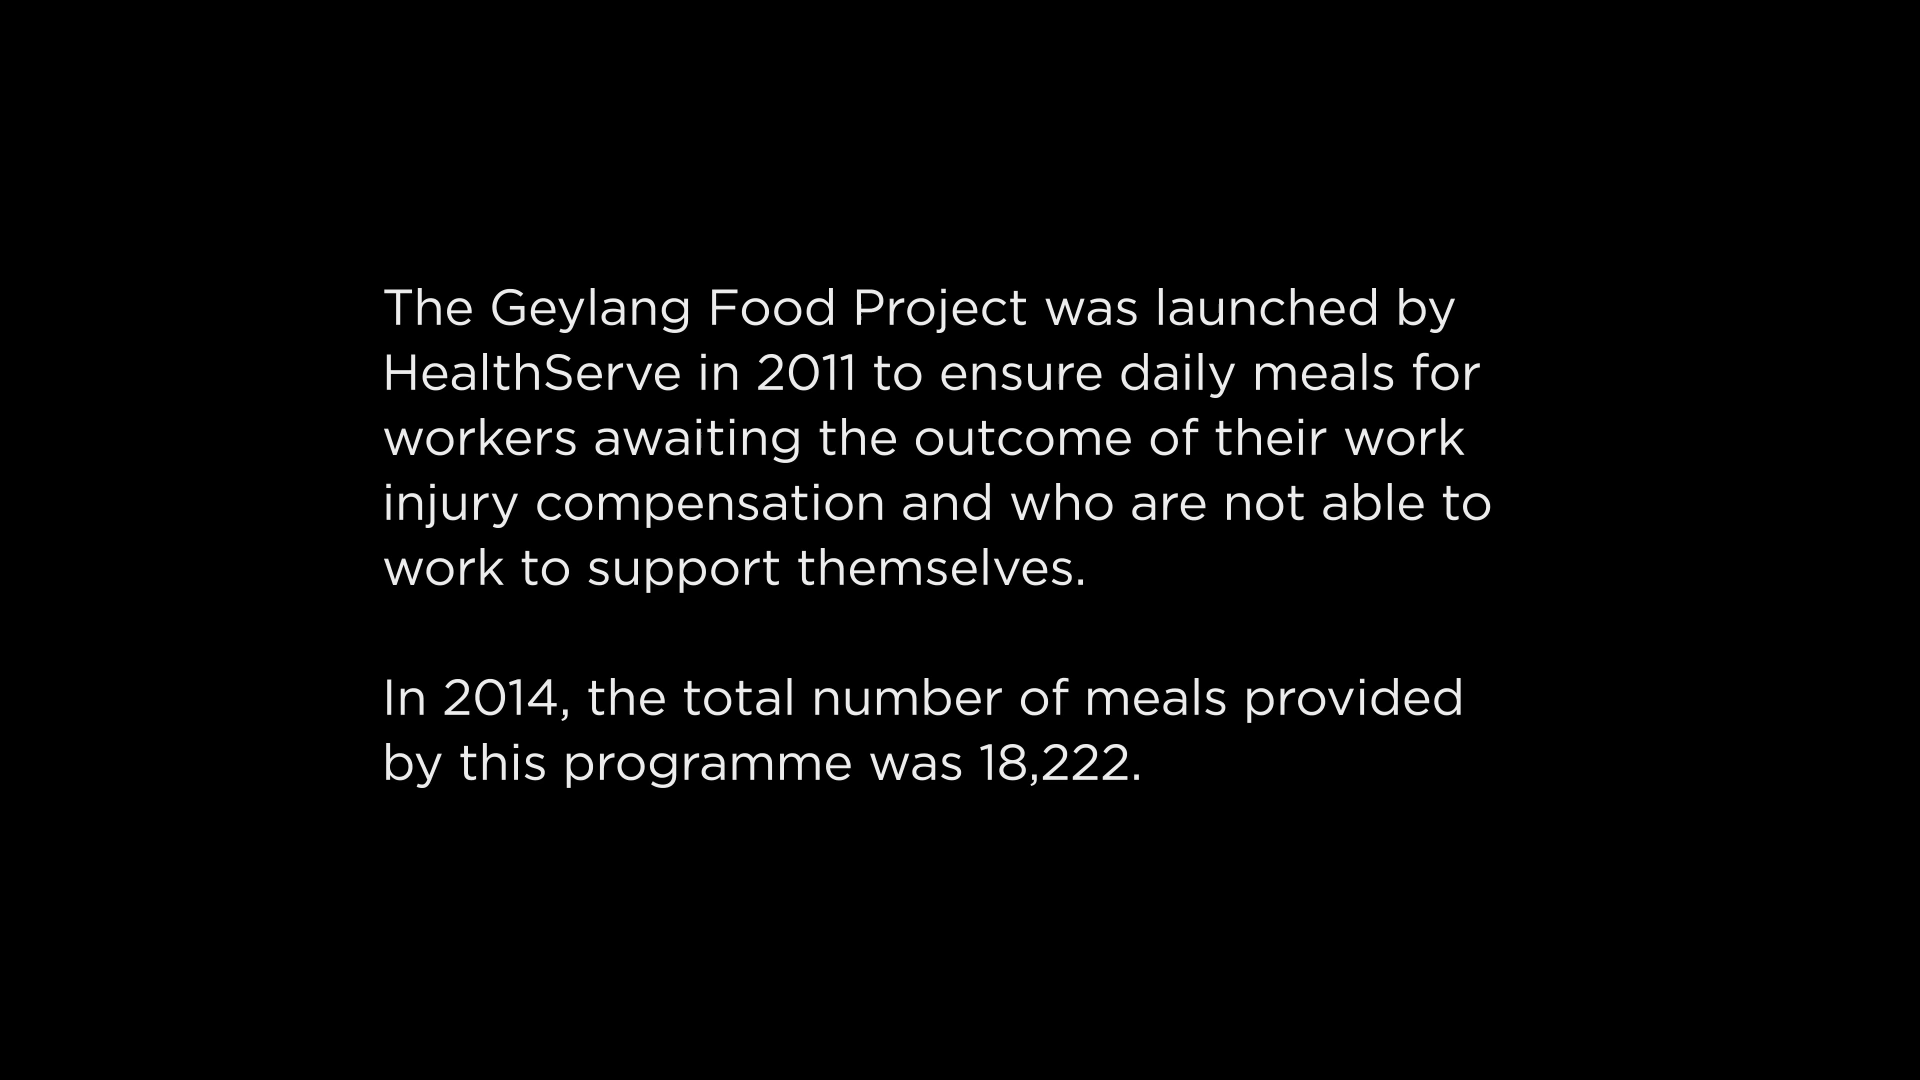 The Geylang Food Project was launched by
HealthServe in 2011 to ensure daily meals for
workers awaiting the outcome of their work
injury compensation and who are not able to
work to support themselves.
In 2014, the total number of meals provided
by this programme was 18,222.